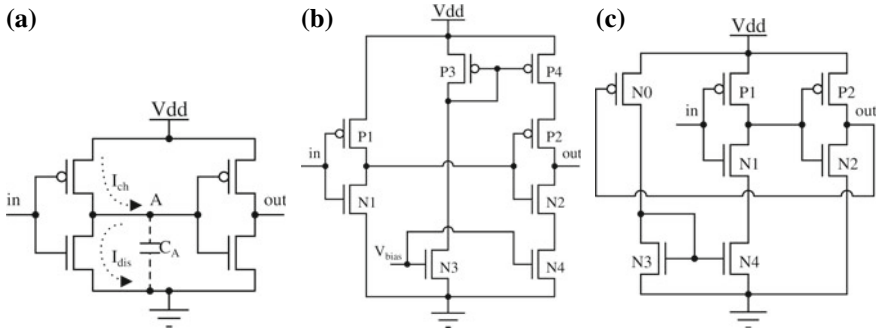 (a)
Vdd
in
I_ch
A
I_dis
C_A
out
(b)
Vdd
P3
P4
P1
P2
in
out
N1
N2
V_bias
N3
N4
(c)
Vdd
N0
P1
P2
in
out
N1
N2
N3
N4